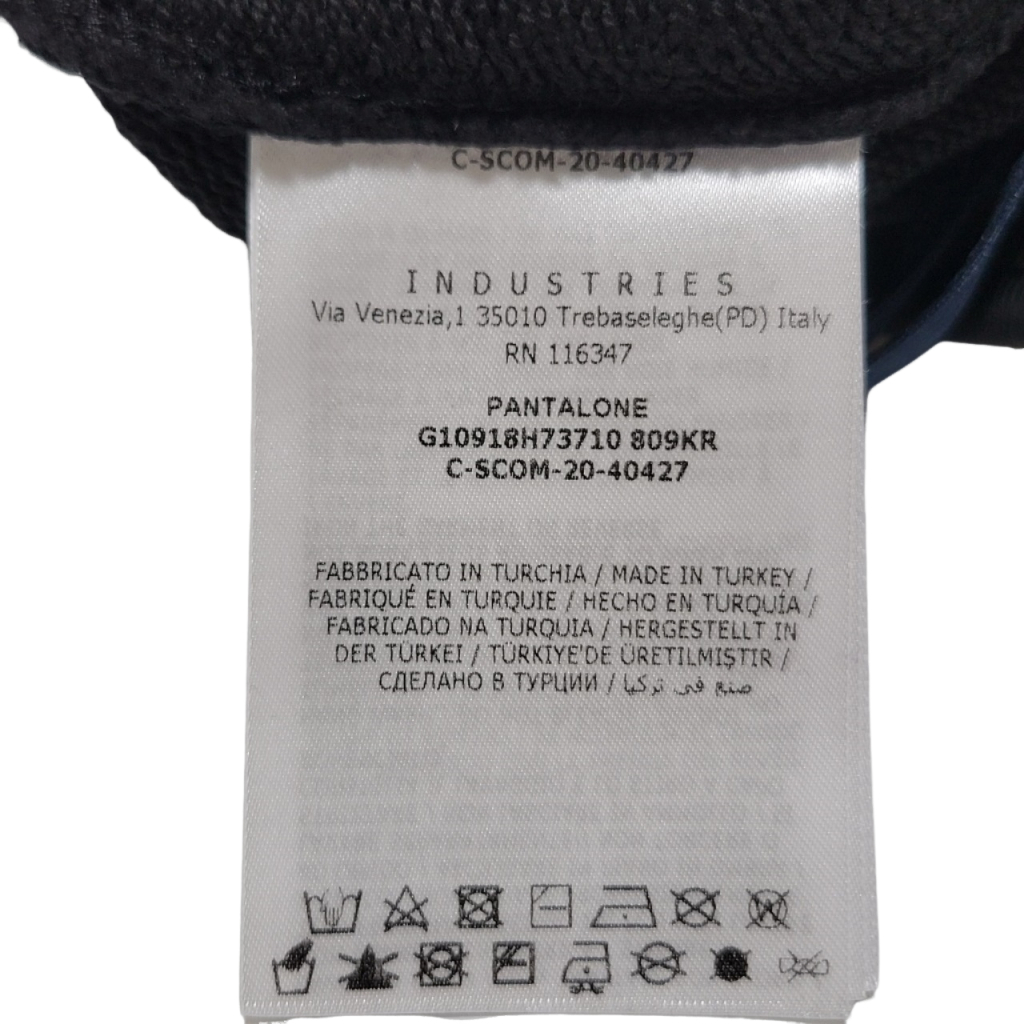 C-SCOM-20-40427
INDUSTRIES
Via Venezia,1 35010 Trebaseleghe(PD) Italy
RN 116347
PANTALONE
G10918H73710 809KR
C-SCOM-20-40427
FABBRICATO IN TURCHIA / MADE IN TURKEY /
FABRIQUÉ EN TURQUIE / HECHO EN TURQUÍA /
FABRICADO NA TURQUIA / HERGESTELLT IN
DER TÜRKEI / TÜRKIYE'DE ÜRETILMIŞTIR /
СДЕЛАНО В ТУРЦИИ / صنع في تركيا